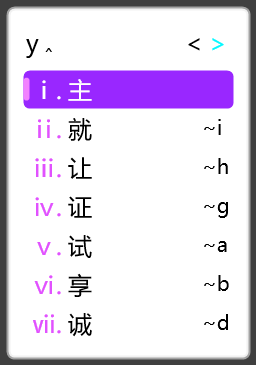 y‸ < >
ⅰ. 主
ⅱ. 就 ~i
ⅲ. 让 ~h
ⅳ. 证 ~g
ⅴ. 试 ~a
ⅵ. 享 ~b
ⅶ. 诚 ~d